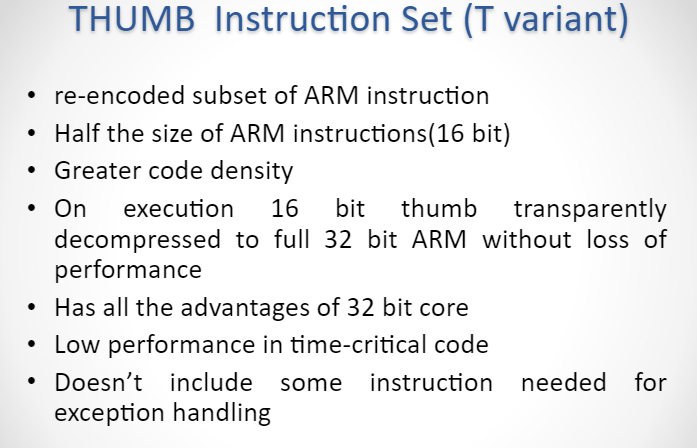 THUMB Instruction Set (T variant)
• re-encoded subset of ARM instruction
• Half the size of ARM instructions(16 bit)
• Greater code density
• On execution 16 bit thumb transparently
decompressed to full 32 bit ARM without loss of
performance
• Has all the advantages of 32 bit core
• Low performance in time-critical code
• Doesn’t include some instruction needed for
exception handling